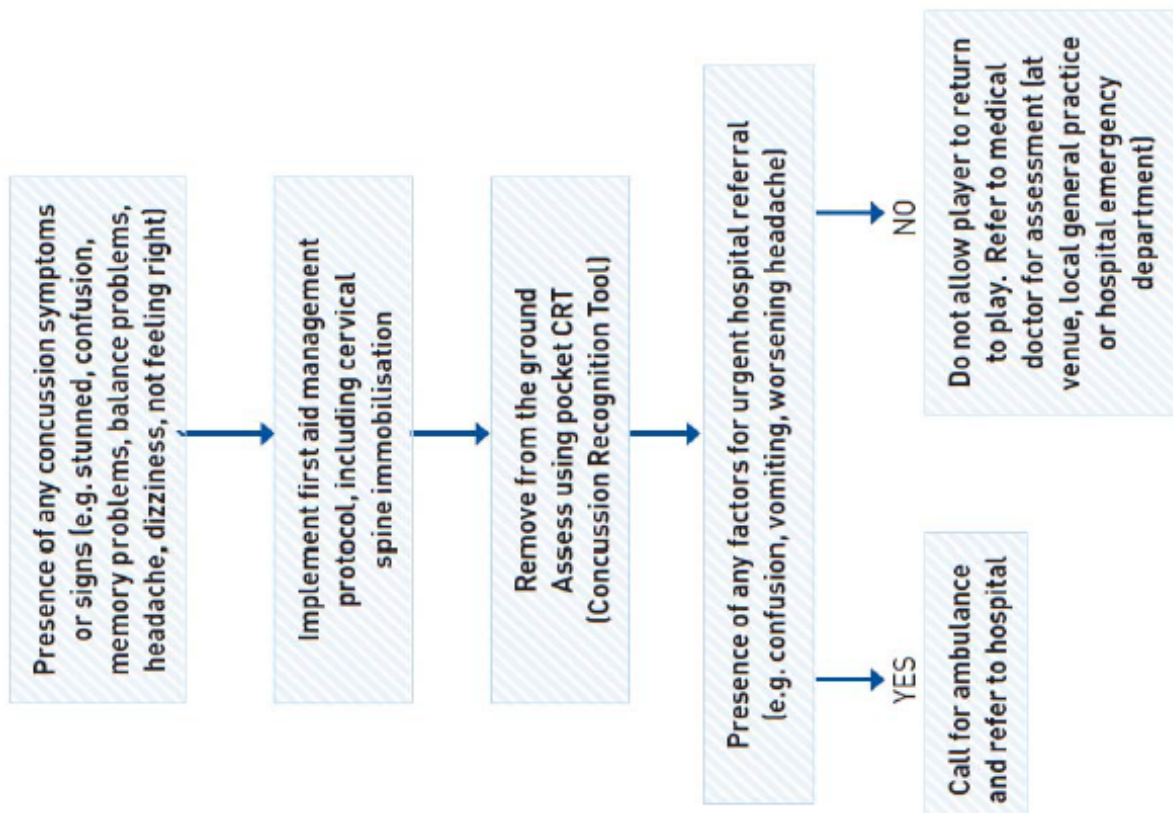 Presence of any concussion symptoms
or signs (e.g. stunned, confusion,
memory problems, balance problems,
headache, dizziness, not feeling right)
Implement first aid management
protocol, including cervical
spine immobilisation
Remove from the ground
Assess using pocket CRT
(Concussion Recognition Tool)
Presence of any factors for urgent hospital referral
(e.g. confusion, vomiting, worsening headache)
YES
Call for ambulance
and refer to hospital
NO
Do not allow player to return
to play. Refer to medical
doctor for assessment (at
venue, local general practice
or hospital emergency
department)